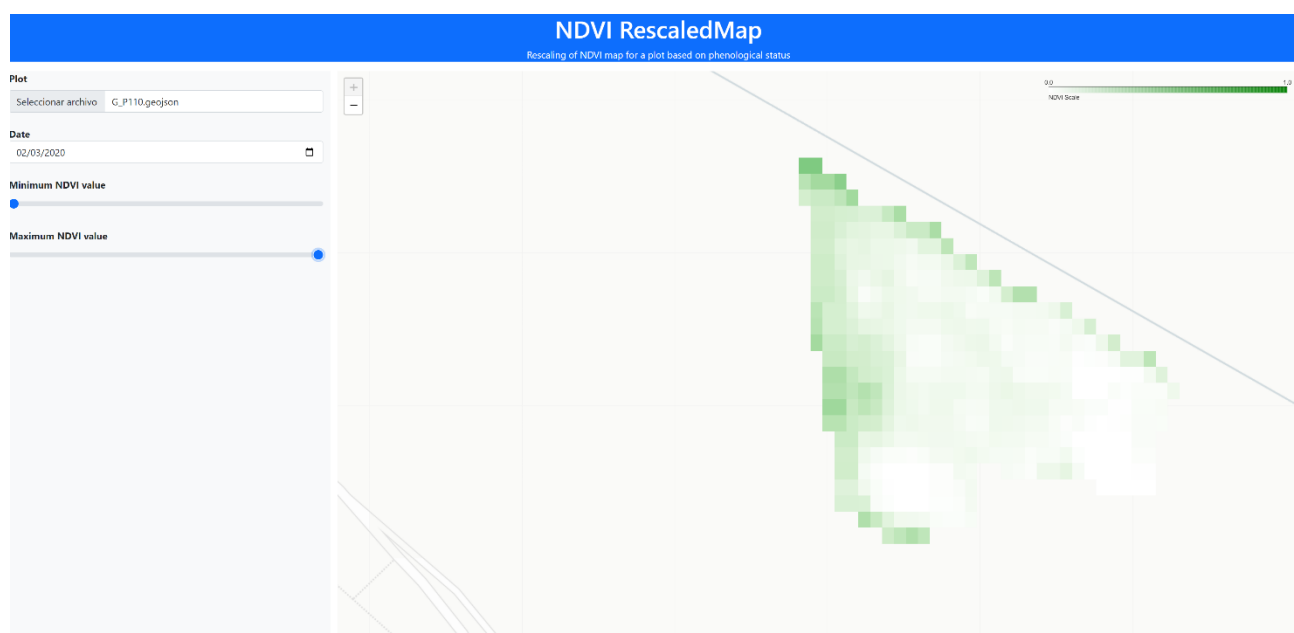 NDVI RescaledMap
Rescaling of NDVI map for a plot based on phenological status
Plot
Seleccionar archivo G_P110.geojson
Date
02/03/2020
Minimum NDVI value
Maximum NDVI value
+
−
0.0 1.0
NDVI Scale